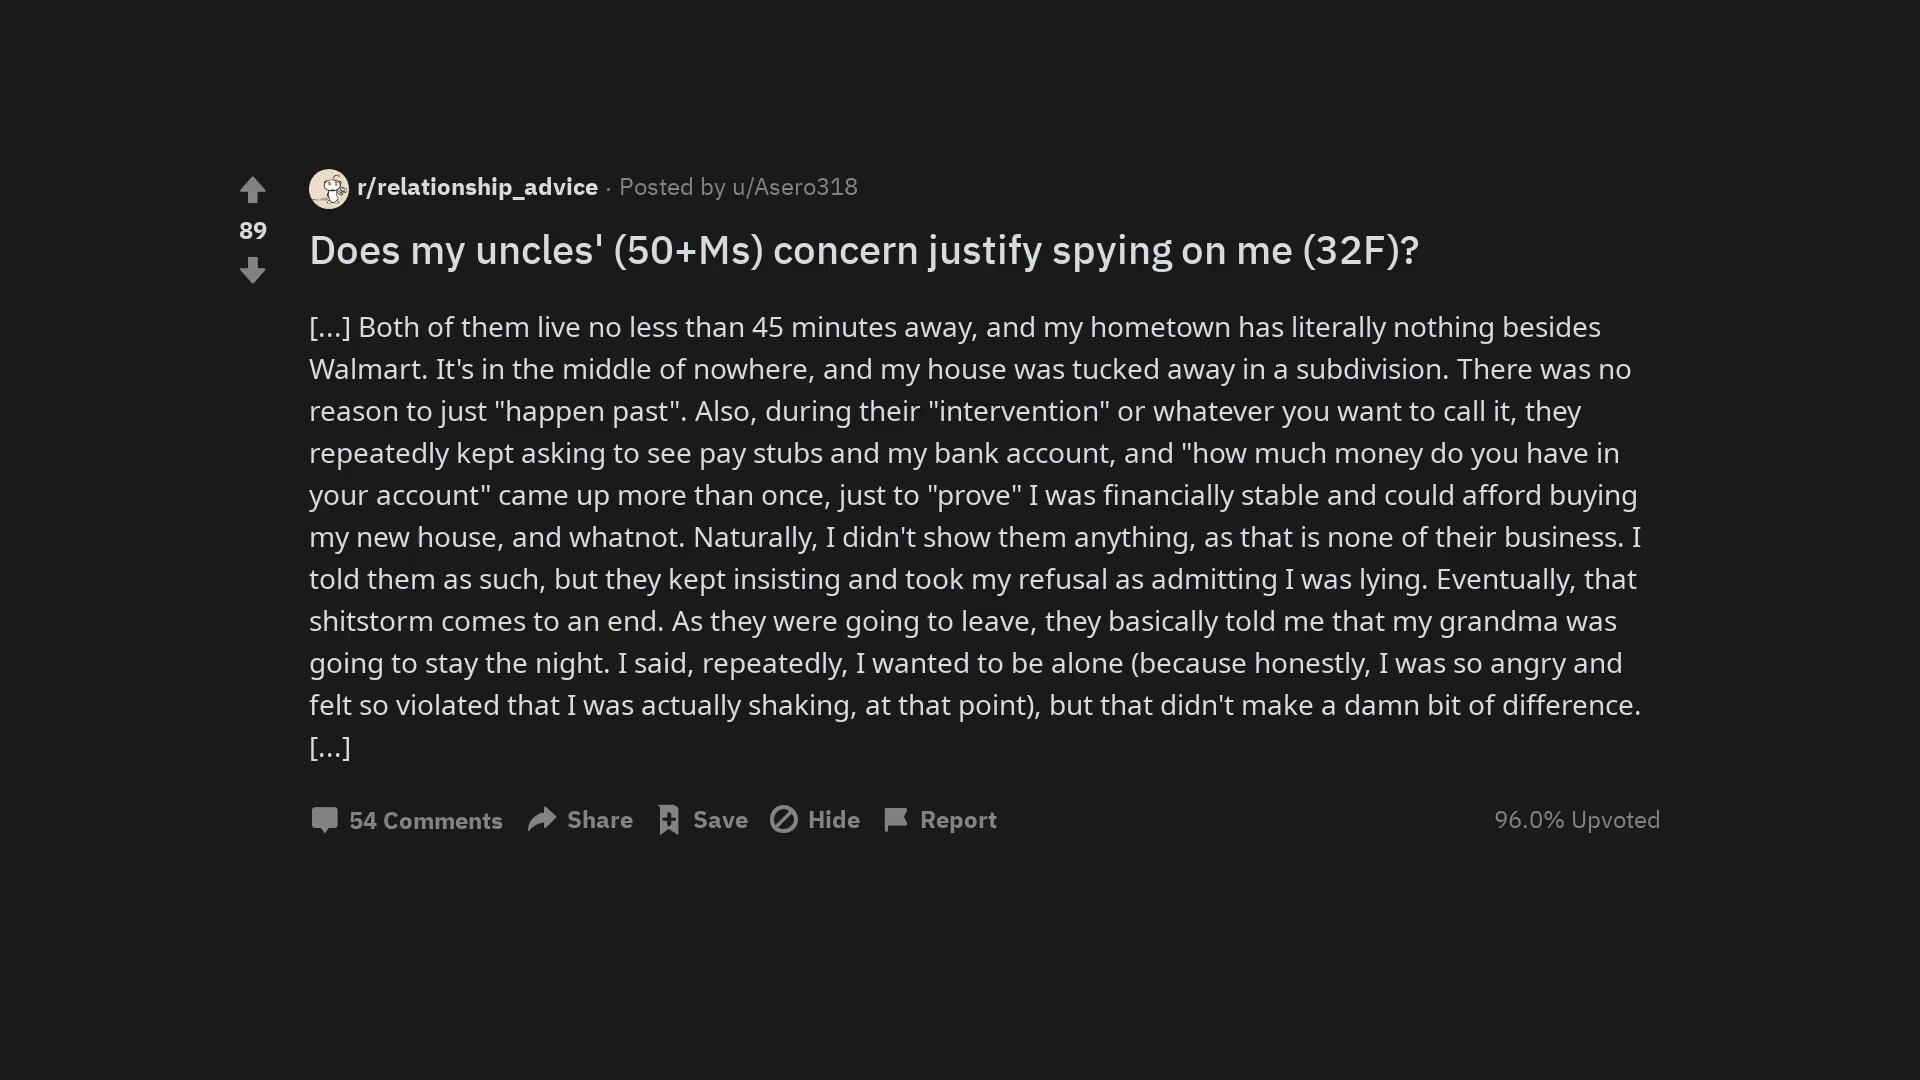 r/relationship_advice · Posted by u/Asero318
89
Does my uncles' (50+Ms) concern justify spying on me (32F)?
[...] Both of them live no less than 45 minutes away, and my hometown has literally nothing besides
Walmart. It's in the middle of nowhere, and my house was tucked away in a subdivision. There was no
reason to just "happen past". Also, during their "intervention" or whatever you want to call it, they
repeatedly kept asking to see pay stubs and my bank account, and "how much money do you have in
your account" came up more than once, just to "prove" I was financially stable and could afford buying
my new house, and whatnot. Naturally, I didn't show them anything, as that is none of their business. I
told them as such, but they kept insisting and took my refusal as admitting I was lying. Eventually, that
shitstorm comes to an end. As they were going to leave, they basically told me that my grandma was
going to stay the night. I said, repeatedly, I wanted to be alone (because honestly, I was so angry and
felt so violated that I was actually shaking, at that point), but that didn't make a damn bit of difference.
[...]
54 Comments Share Save Hide Report 96.0% Upvoted